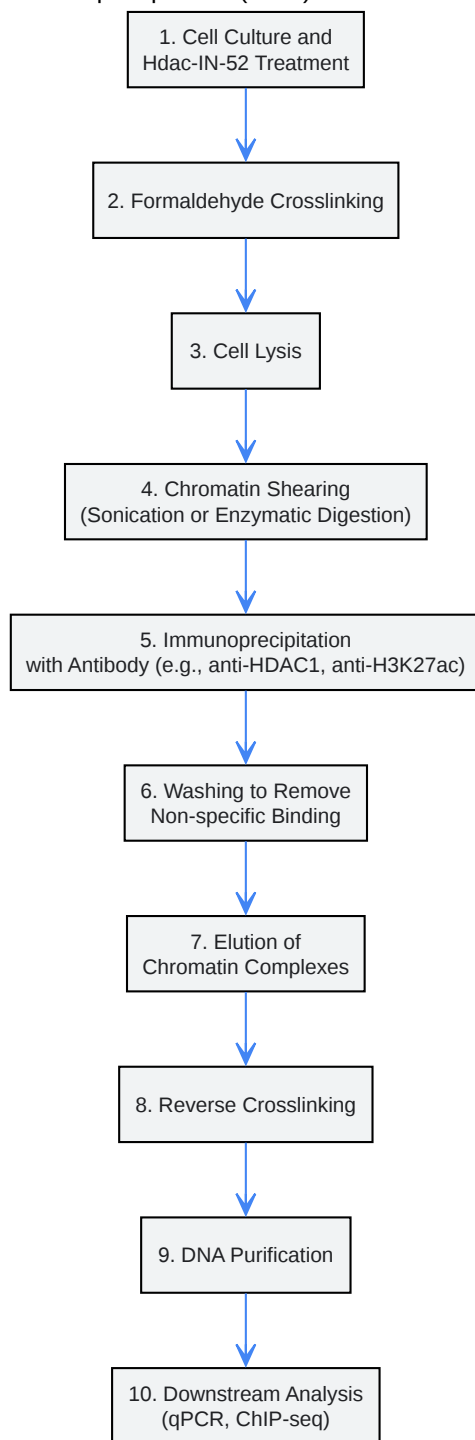 1. Cell Culture and
Hdac-IN-52 Treatment
2. Formaldehyde Crosslinking
3. Cell Lysis
4. Chromatin Shearing
(Sonication or Enzymatic Digestion)
5. Immunoprecipitation
with Antibody (e.g., anti-HDAC1, anti-H3K27ac)
6. Washing to Remove
Non-specific Binding
7. Elution of
Chromatin Complexes
8. Reverse Crosslinking
9. DNA Purification
10. Downstream Analysis
(qPCR, ChIP-seq)